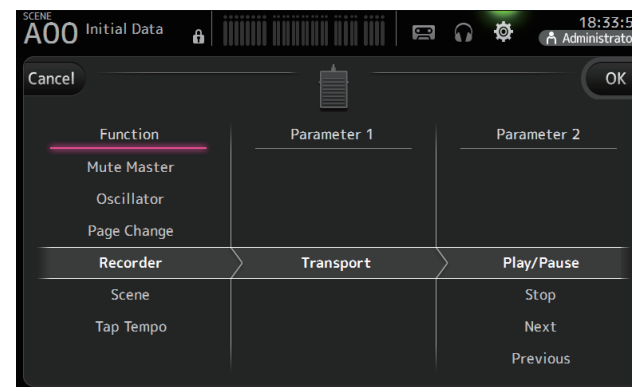 SCENE
A00 Initial Data 18:33:5
Administrato
Cancel OK
Function Parameter 1 Parameter 2
Mute Master
Oscillator
Page Change
Recorder Transport Play/Pause
Scene Stop
Tap Tempo Next
Previous